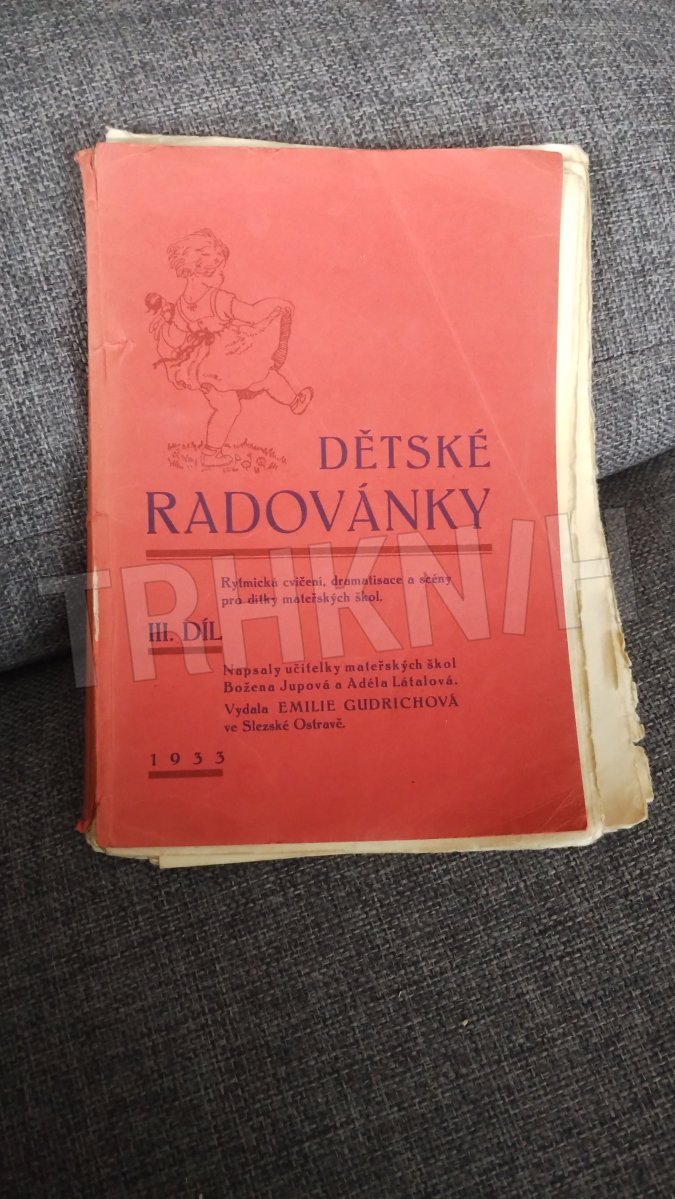 DĚTSKÉ
RADOVÁNKY
Rytmická cvičení, dramatisace a scény
pro dítky mateřských škol.
III. DÍL
Napsaly učitelky mateřských škol
Božena Jupová a Adéla Látalová.
Vydala EMILIE GUDRICHOVÁ
ve Slezské Ostravě.
1933
TRHKNIH